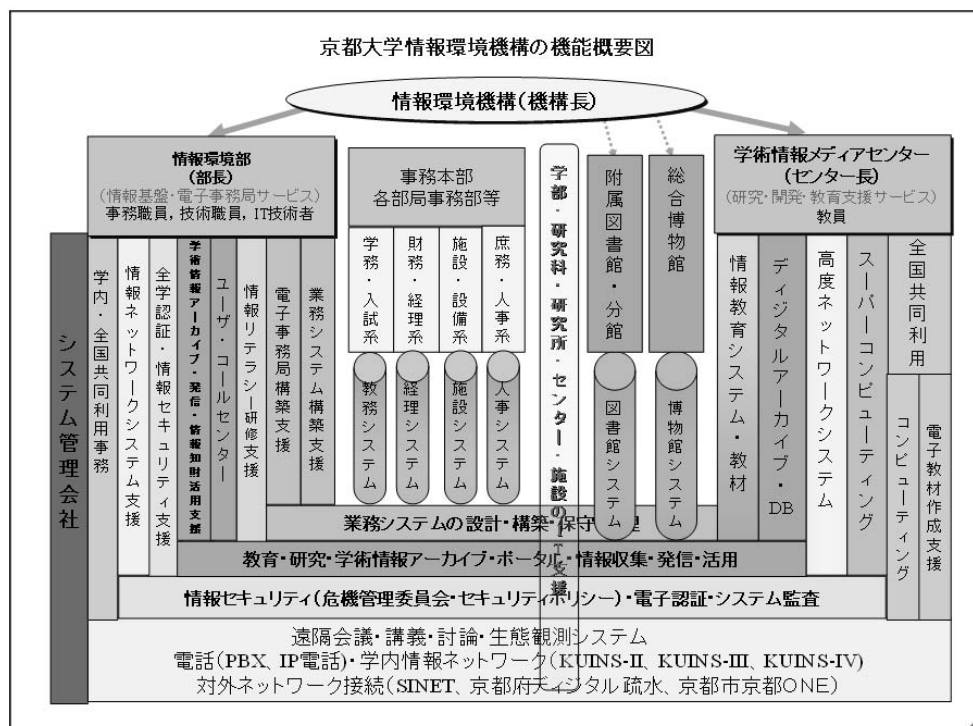 京都大学情報環境機構の機能概要図
情報環境機構(機構長)
情報環境部
(部長)
(情報基盤・電子事務局サービス)
事務職員, 技術職員, IT技術者
事務本部
各部局事務部等
学部・研究科・研究所・センター・施設のIT支援
附属図書館・分館
総合博物館
学術情報メディアセンター
(センター長)
(研究・開発・教育支援サービス)
教員
システム管理会社
学内・全国共同利用事務
情報ネットワークシステム支援
全学認証・情報セキュリティ支援
学術情報アーカイブ・発信・情報知財活用支援
ユーザ・コールセンター
情報リテラシー研修支援
電子事務局構築支援
業務システム構築支援
学務・入試系
財務・経理系
施設・設備系
庶務・人事系
教務システム
経理システム
施設システム
人事システム
図書館システム
博物館システム
情報教育システム・教材
ディジタルアーカイブ・DB
高度ネットワークシステム
スーパーコンピューティング
全国共同利用
コンピューティング
電子教材作成支援
業務システムの設計・構築・保守 理
教育・研究・学術情報アーカイブ・ポータル・情報収集・発信・活用
情報セキュリティ(危機管理委員会・セキュリティポリシー)・電子認証・システム監査
遠隔会議・講義・討論・生態観測システム
電話(PBX、IP電話)・学内情報ネットワーク(KUINS-II、KUINS-III、KUINS-IV)
対外ネットワーク接続(SINET、京都府ディジタル疏水、京都市京都ONE)